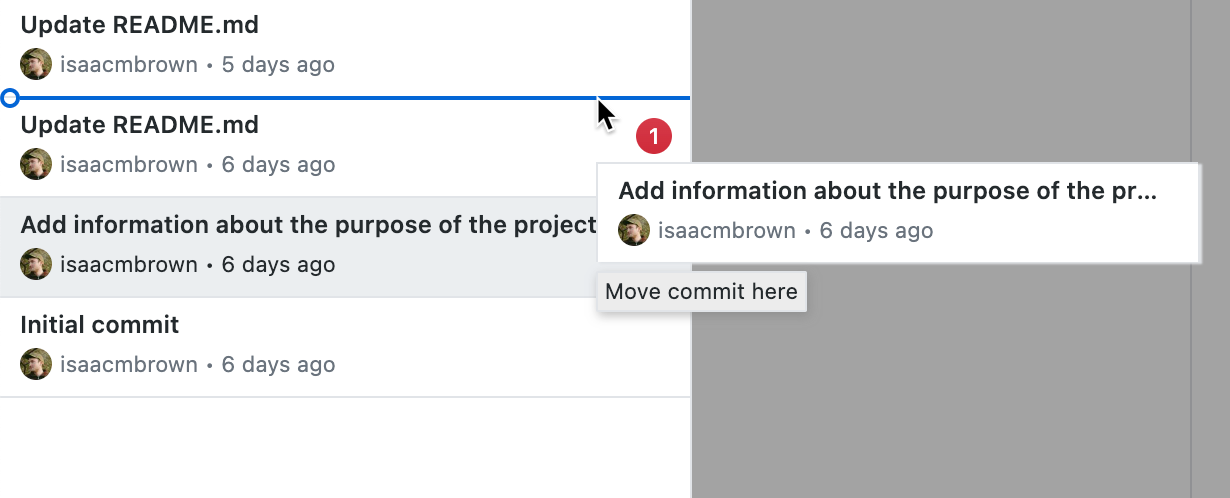 Update README.md
isaacmbrown • 5 days ago
Update README.md
1
isaacmbrown • 6 days ago
Add information about the purpose of the pr...
isaacmbrown • 6 days ago
Add information about the purpose of the project
isaacmbrown • 6 days ago
Move commit here
Initial commit
isaacmbrown • 6 days ago